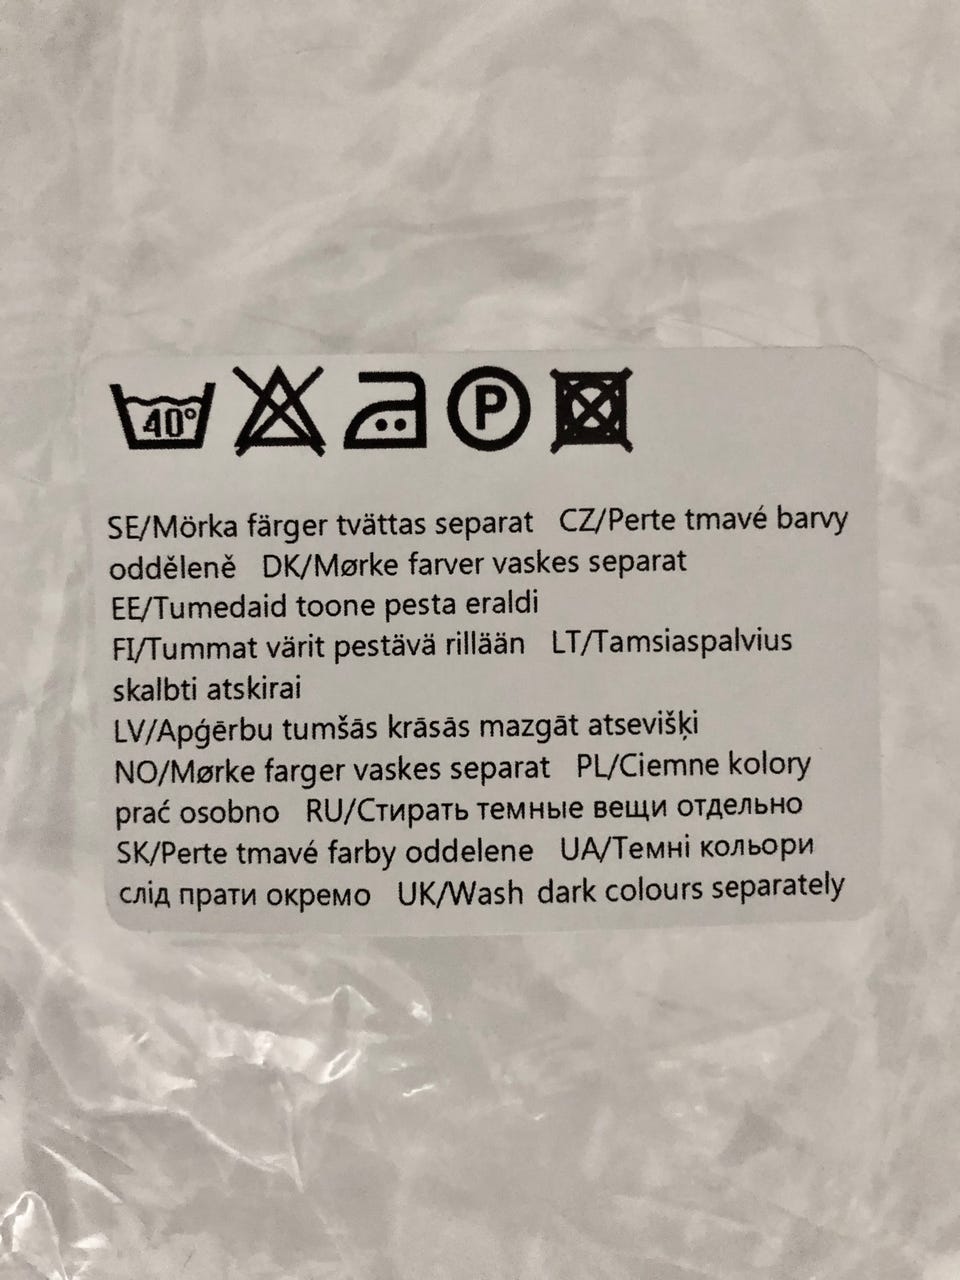 40°
P
SE/Mörka färger tvättas separat CZ/Perte tmavé barvy
odděleně DK/Mørke farver vaskes separat
EE/Tumedaid toone pesta eraldi
FI/Tummat värit pestävä rillään LT/Tamsiaspalvius
skalbti atskirai
LV/Apģērbu tumšās krāsās mazgāt atsevišķi
NO/Mørke farger vaskes separat PL/Ciemne kolory
prać osobno RU/Стирать темные вещи отдельно
SK/Perte tmavé farby oddelene UA/Темні кольори
слід прати окремо UK/Wash dark colours separately